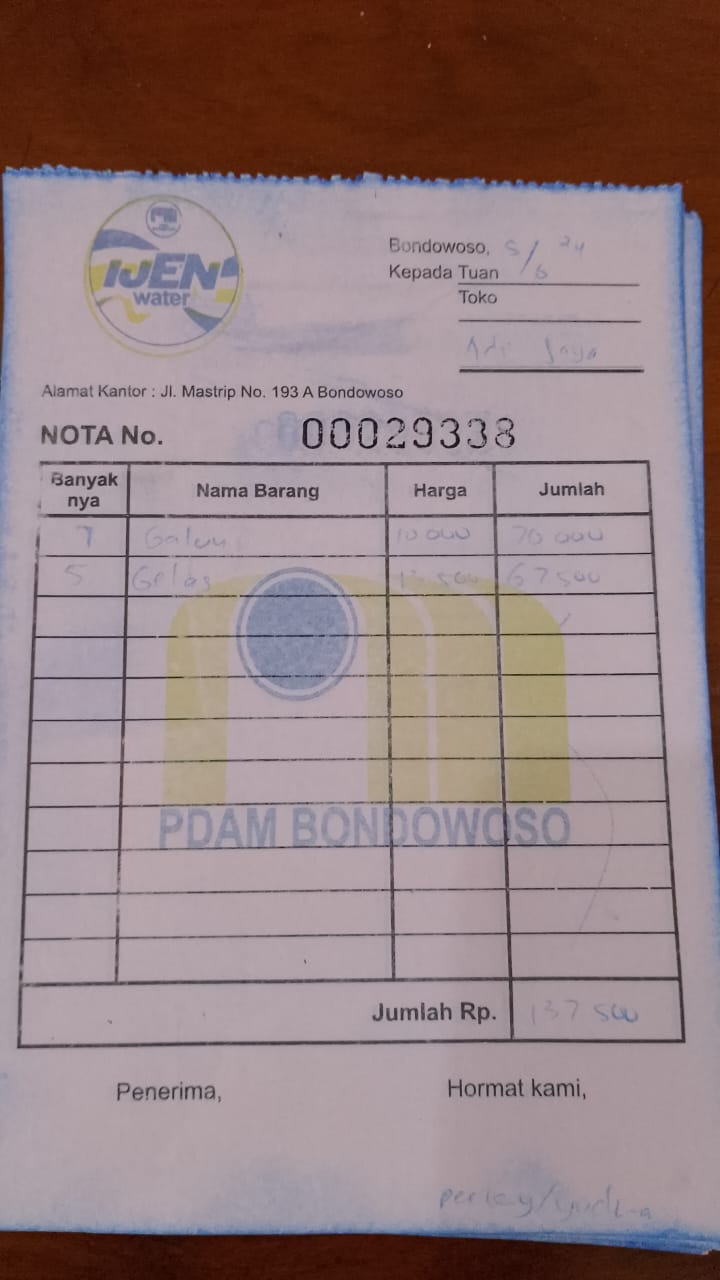 IJEN
water
Bondowoso, 5/6 24
Kepada Tuan
Toko
Adi Jaya
Alamat Kantor : Jl. Mastrip No. 193 A Bondowoso
NOTA No. 00029338
Banyak nya Nama Barang Harga Jumlah
7 Galon 10 000 70 000
5 Gelas 13 500 67 500
PDAM BONDOWOSO
Jumlah Rp. 137 500
Penerima, Hormat kami,